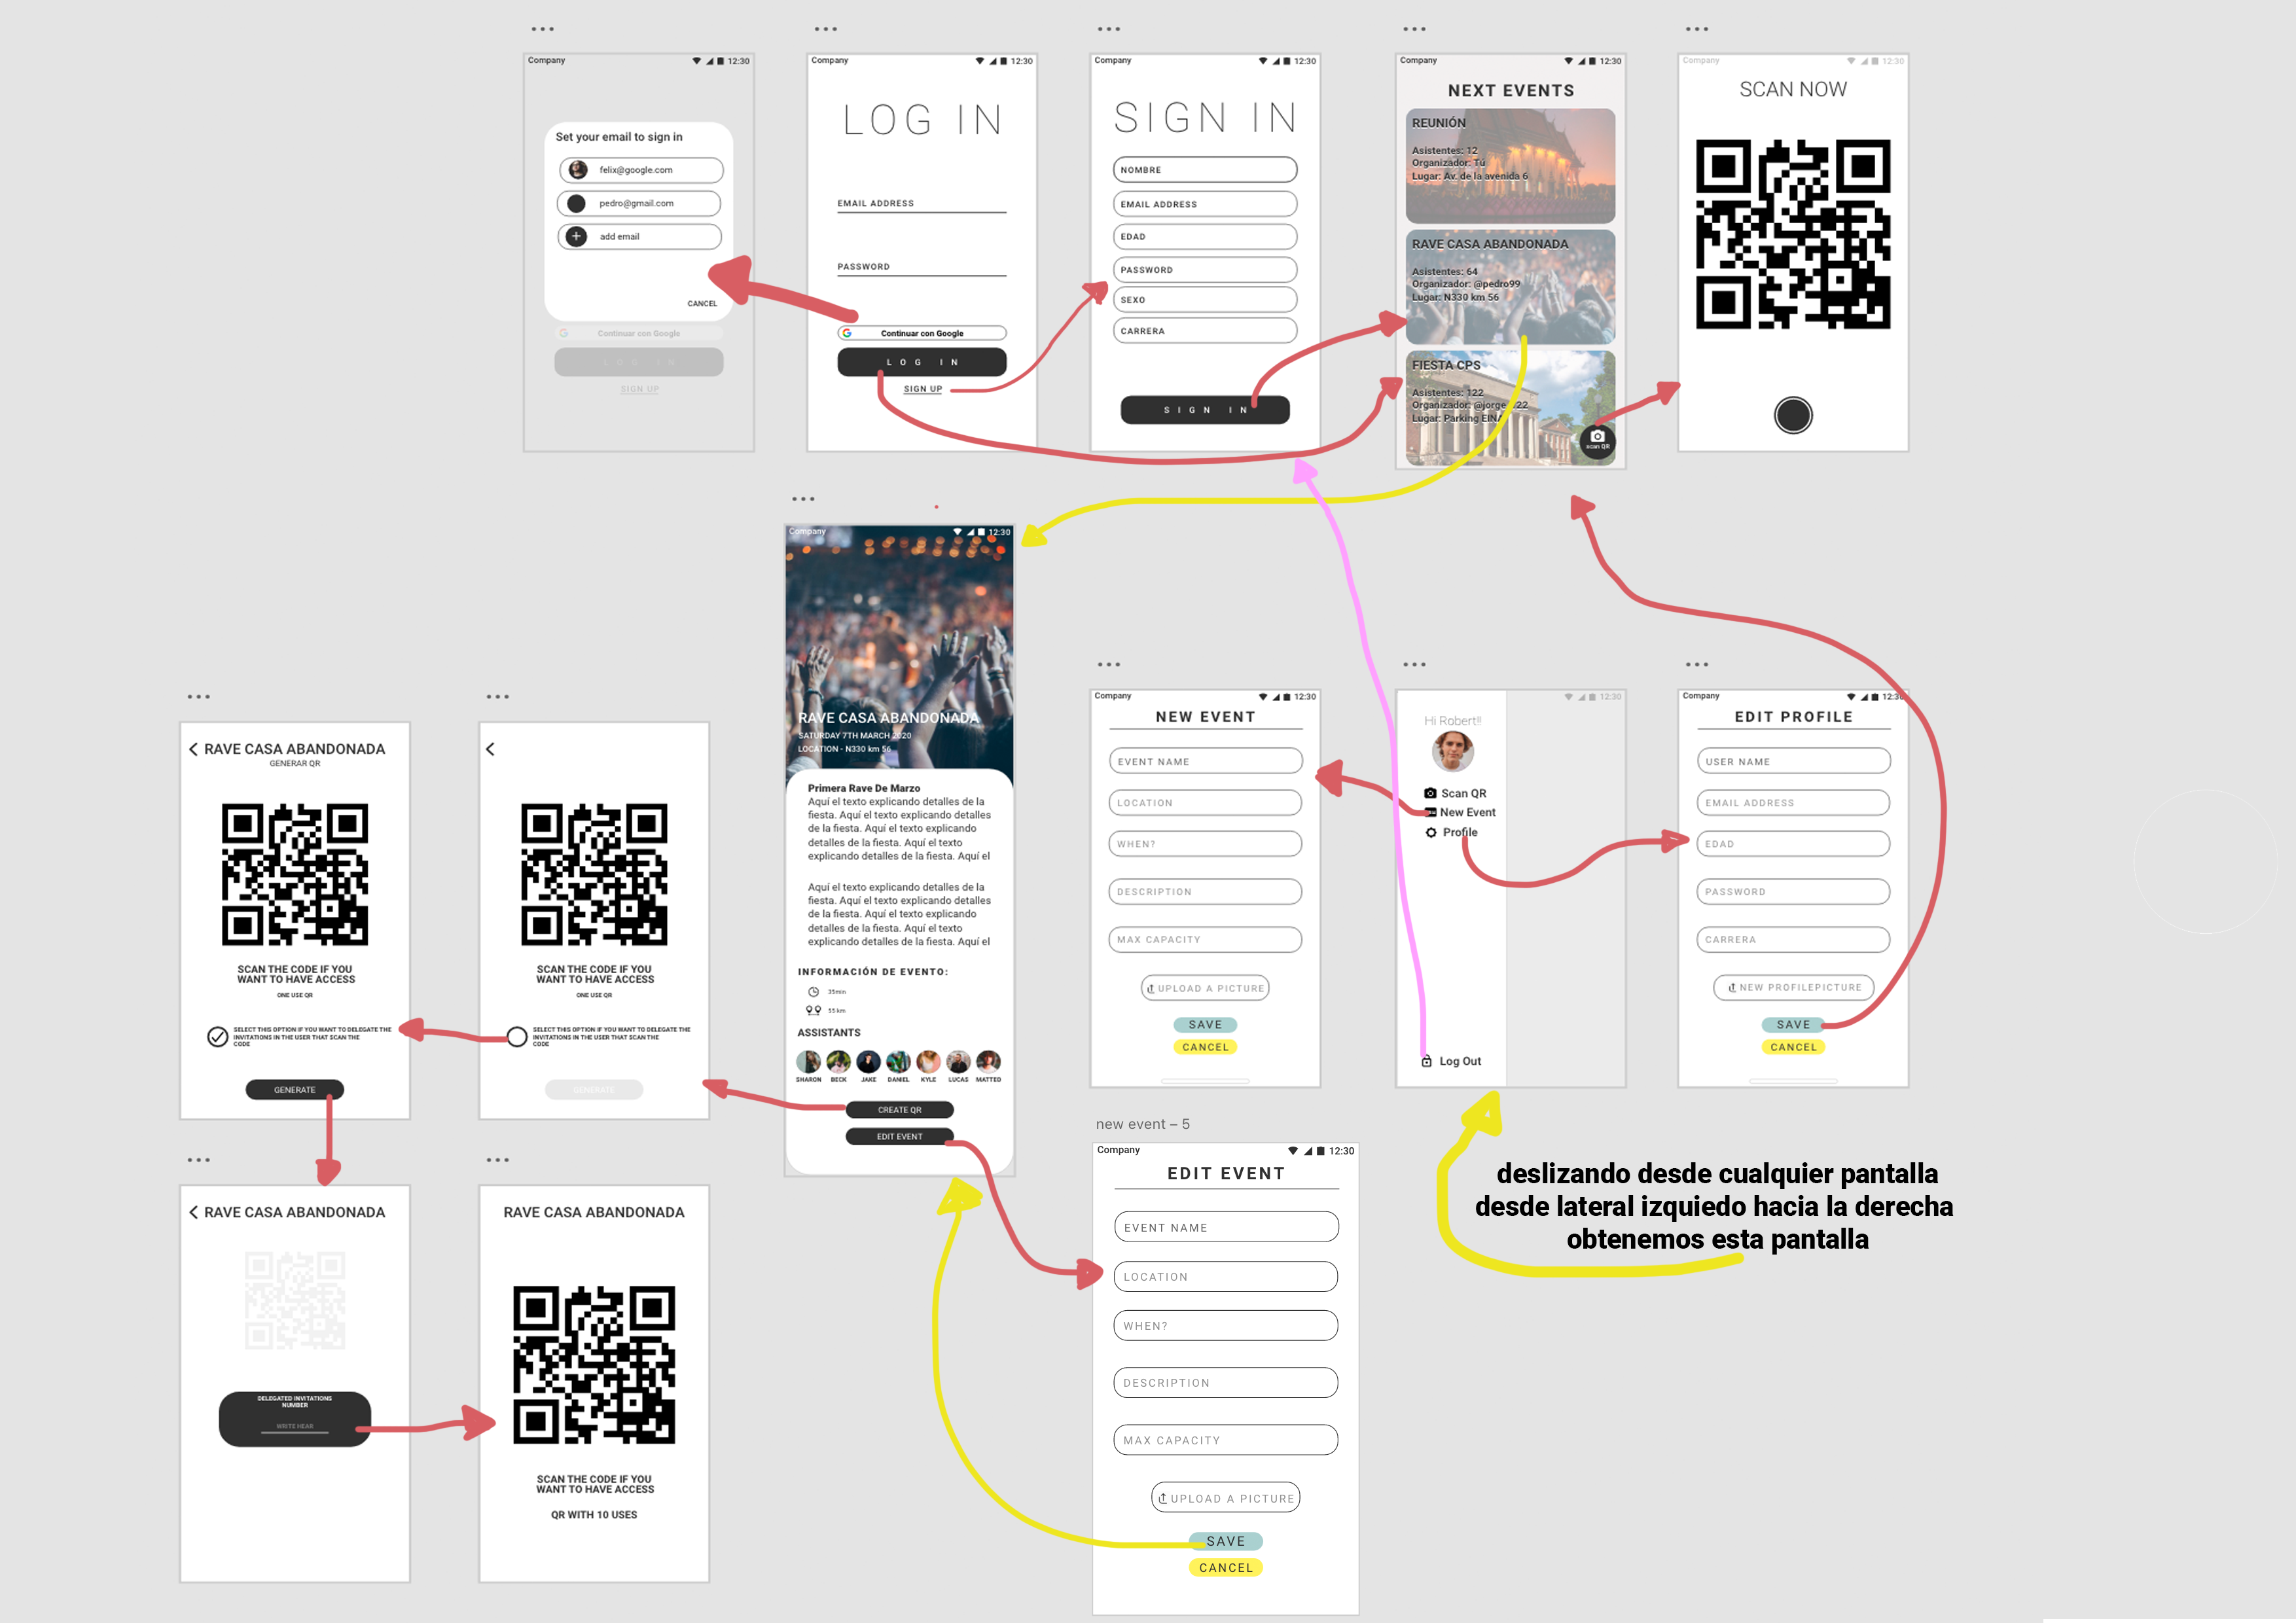 Company
12:30
Set your email to sign in
felix@google.com
pedro@gmail.com
add email
CANCEL
Continuar con Google
LOG IN
SIGN UP
Company
12:30
LOG IN
EMAIL ADDRESS
PASSWORD
Continuar con Google
LOG IN
SIGN UP
Company
12:30
SIGN IN
NOMBRE
EMAIL ADDRESS
EDAD
PASSWORD
SEXO
CARRERA
SIGN IN
Company
12:30
NEXT EVENTS
REUNIÓN
Asistentes: 12
Organizador: Tú
Lugar: Av. de la avenida 6
RAVE CASA ABANDONADA
Asistentes: 64
Organizador: @pedro99
Lugar: N330 km 56
FIESTA CPS
Asistentes: 122
Organizador:
Lugar: Parking EINA
scan QR
Company
12:30
SCAN NOW
Company
12:30
RAVE CASA ABANDONADA
SATURDAY 7TH MARCH 2020
LOCATION - N330 km 56
Primera Rave De Marzo
Aquí el texto explicando detalles de la
fiesta. Aquí el texto explicando detalles
de la fiesta. Aquí el texto explicando
detalles de la fiesta. Aquí el texto
explicando detalles de la fiesta. Aquí el
Aquí el texto explicando detalles de la
fiesta. Aquí el texto explicando detalles
de la fiesta. Aquí el texto explicando
detalles de la fiesta. Aquí el texto
explicando detalles de la fiesta. Aquí el
INFORMACIÓN DE EVENTO:
35min
55 km
ASSISTANTS
SHARON BECK JAKE DANIEL KYLE LUCAS MATTEO
CREATE QR
EDIT EVENT
RAVE CASA ABANDONADA
GENERAR QR
SCAN THE CODE IF YOU
WANT TO HAVE ACCESS
ONE USE QR
SELECT THIS OPTION IF YOU WANT TO DELEGATE THE
INVITATIONS IN THE USER THAT SCAN THE
CODE
GENERATE
SCAN THE CODE IF YOU
WANT TO HAVE ACCESS
ONE USE QR
SELECT THIS OPTION IF YOU WANT TO DELEGATE THE
INVITATIONS IN THE USER THAT SCAN THE
CODE
GENERATE
Company
12:30
NEW EVENT
EVENT NAME
LOCATION
WHEN?
DESCRIPTION
MAX CAPACITY
UPLOAD A PICTURE
SAVE
CANCEL
12:30
Hi Robert!!
Scan QR
New Event
Profile
Log Out
Company
12:30
EDIT PROFILE
USER NAME
EMAIL ADDRESS
EDAD
PASSWORD
CARRERA
NEW PROFILEPICTURE
SAVE
CANCEL
RAVE CASA ABANDONADA
DELEGATED INVITATIONS
NUMBER
WRITE HEAR
RAVE CASA ABANDONADA
SCAN THE CODE IF YOU
WANT TO HAVE ACCESS
QR WITH 10 USES
new event – 5
Company
12:30
EDIT EVENT
EVENT NAME
LOCATION
WHEN?
DESCRIPTION
MAX CAPACITY
UPLOAD A PICTURE
SAVE
CANCEL
deslizando desde cualquier pantalla
desde lateral izquiedo hacia la derecha
obtenemos esta pantalla